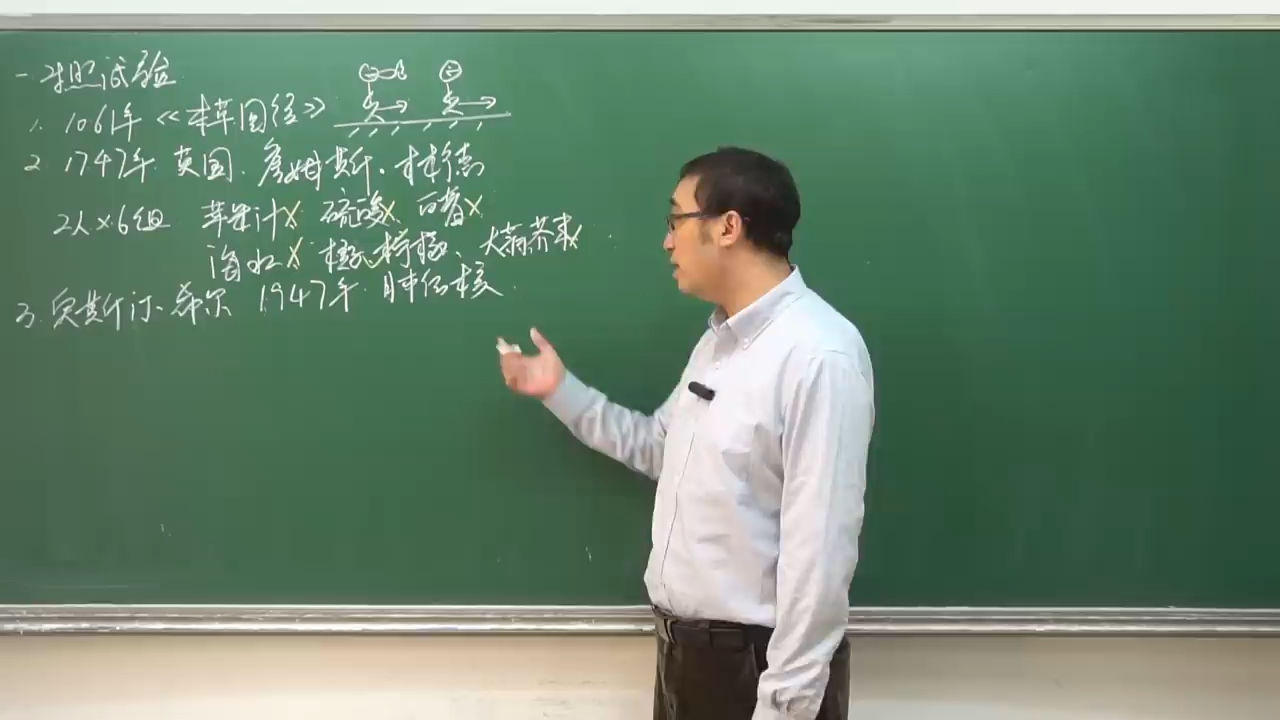 一 对照试验
1. 1061年《本草图经》
2. 1747年 英国 詹姆斯·林德
2人×6组 苹果汁× 硫酸× 白醋×
海水× 橙、柠檬、大蒜芥末×
3. 奥斯汀·希尔 1947年 肺结核